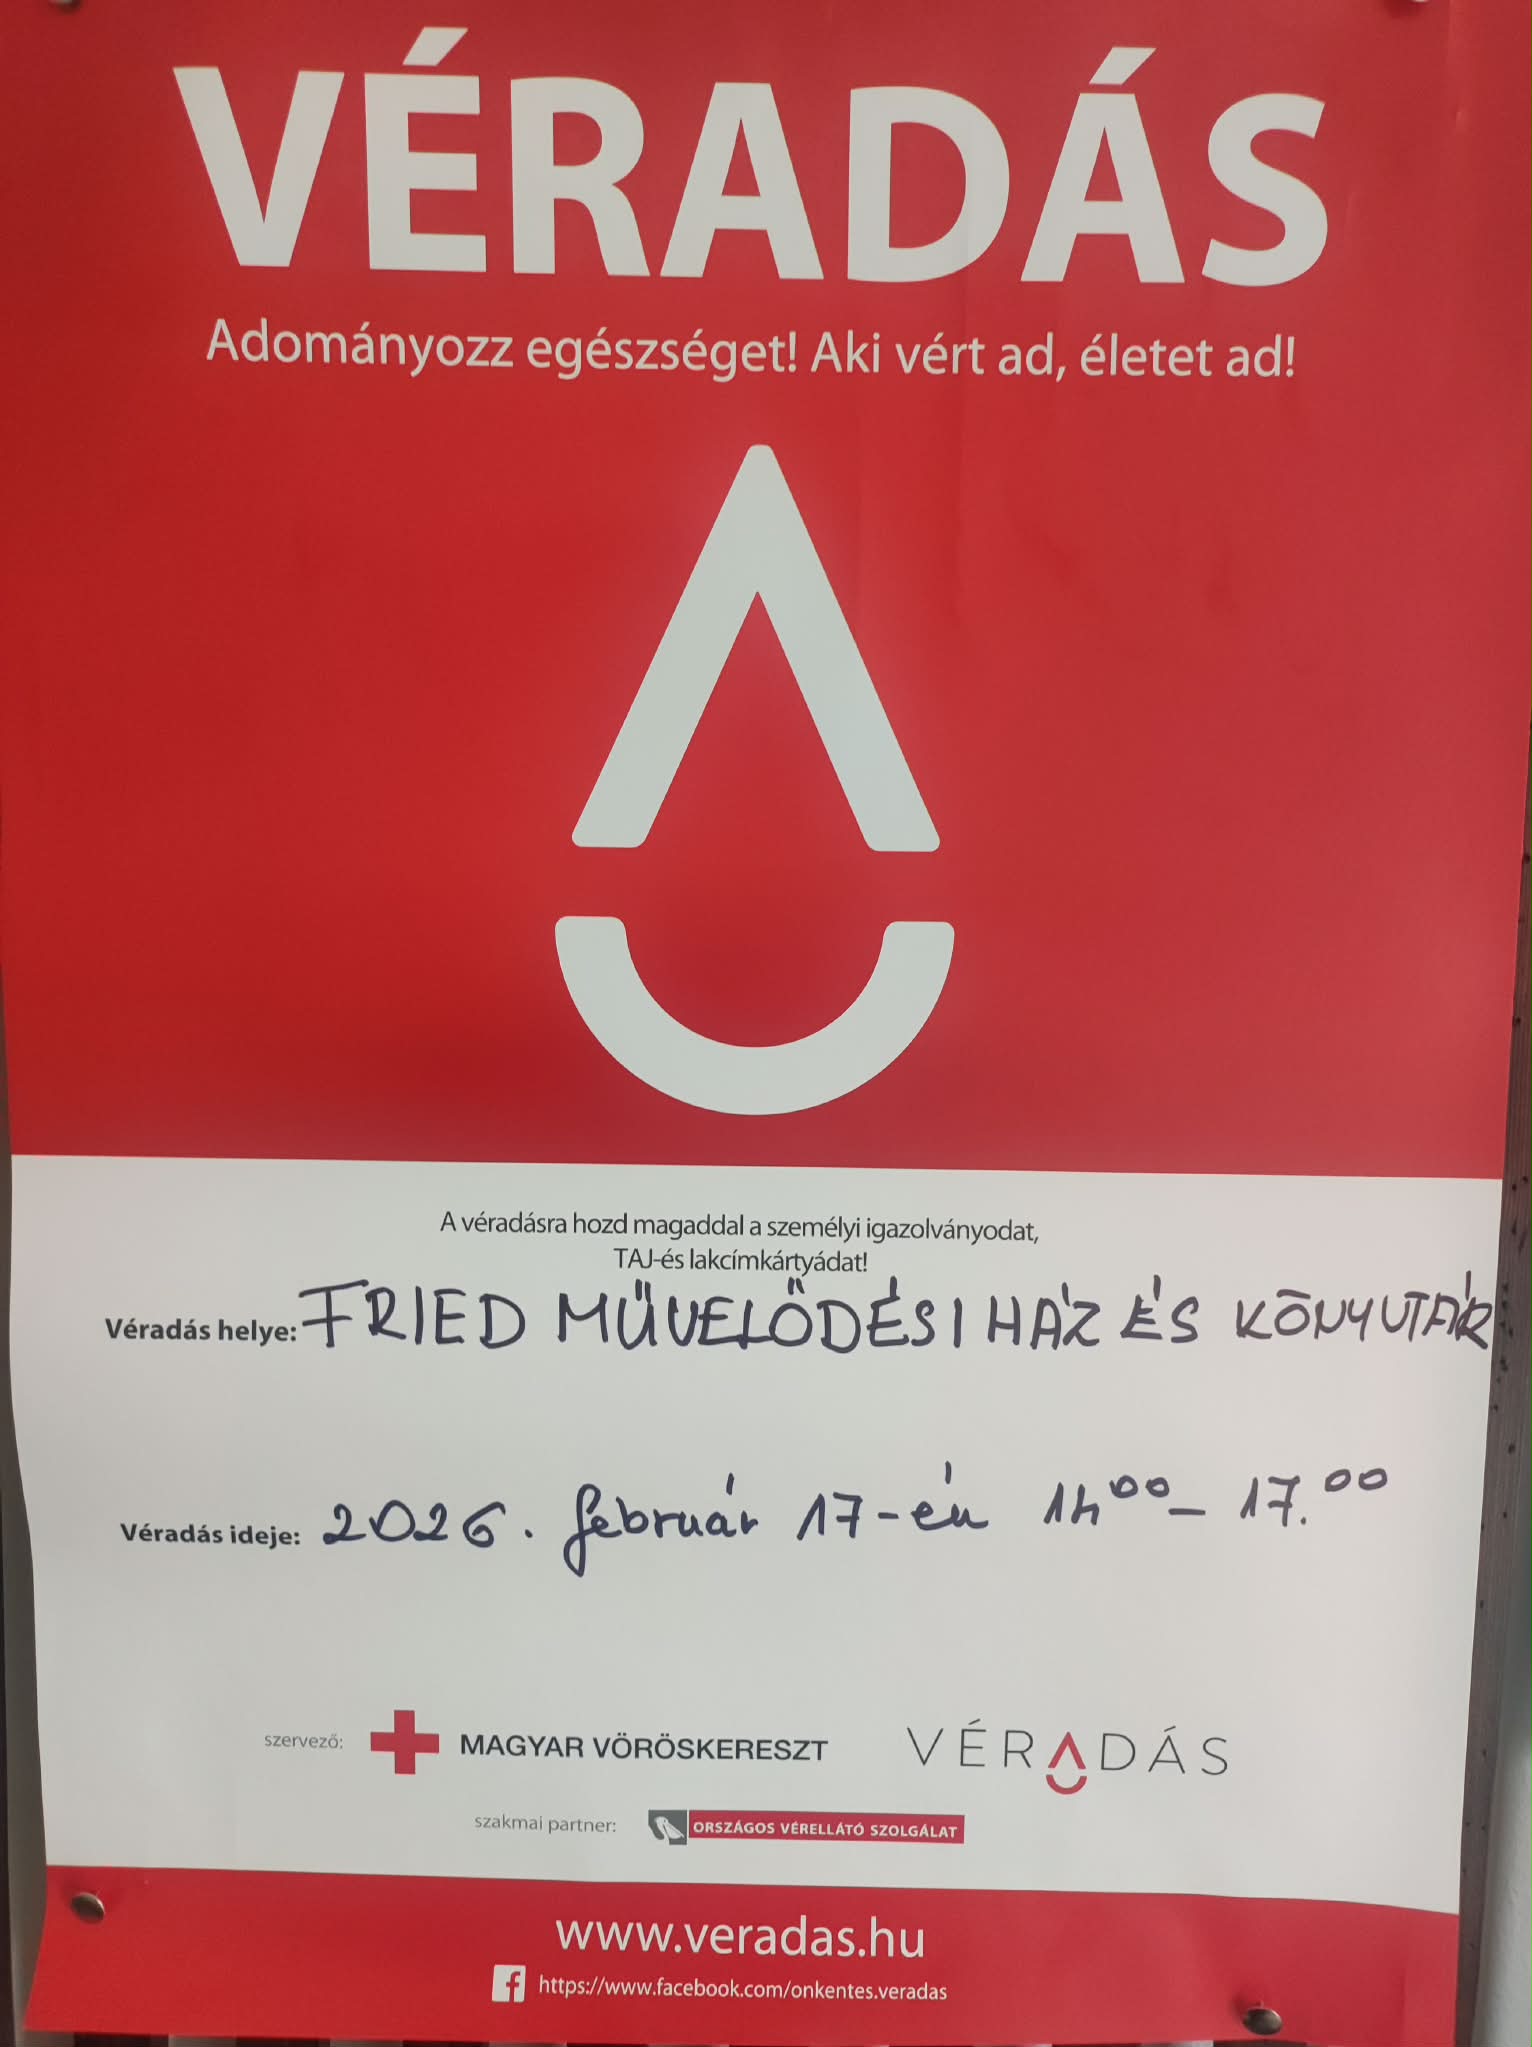 VÉRADÁS
Adományozz egészséget! Aki vért ad, életet ad!
A véradásra hozd magaddal a személyi igazolványodat,
TAJ-és lakcímkártyádat!
Véradás helye: FRIED MŰVELŐDÉSI HÁZ ÉS KÖNYVTÁR
Véradás ideje: 2026. február 17-én 14⁰⁰ – 17.⁰⁰
szervező: MAGYAR VÖRÖSKERESZT VÉRADÁS
szakmai partner: ORSZÁGOS VÉRELLÁTÓ SZOLGÁLAT
www.veradas.hu
f https://www.facebook.com/onkentes.veradas